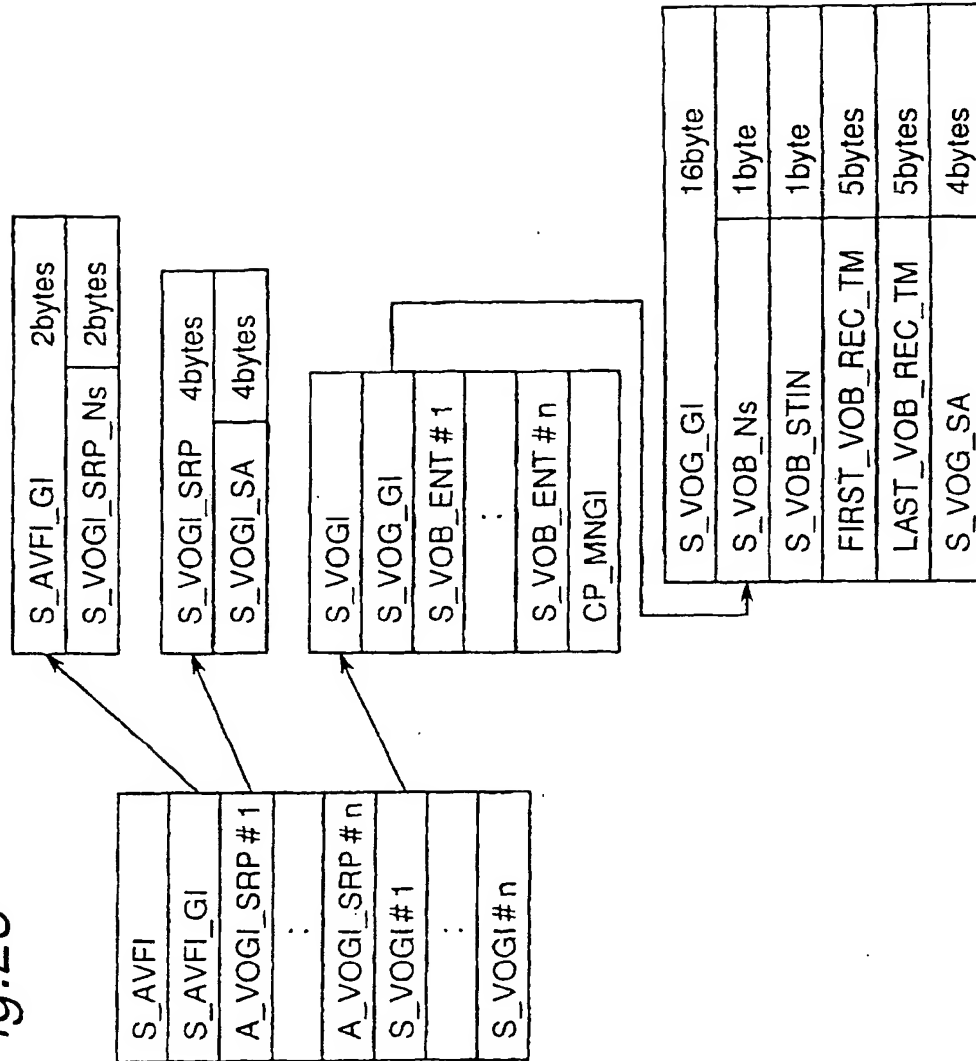 S_AVFI
S_AVFI_GI
A_VOGI_SRP#1
:
A_VOGI_SRP#n
S_VOGI#1
:
S_VOGI#n
S_AVFI_GI 2bytes
S_VOGI_SRP_Ns 2bytes
S_VOGI_SRP 4bytes
S_VOGI_SA 4bytes
S_VOGI
S_VOG_GI
S_VOB_ENT#1
:
S_VOB_ENT#n
CP_MNGI
S_VOG_GI 16byte
S_VOB_Ns 1byte
S_VOB_STIN 1byte
FIRST_VOB_REC_TM 5bytes
LAST_VOB_REC_TM 5bytes
S_VOG_SA 4bytes